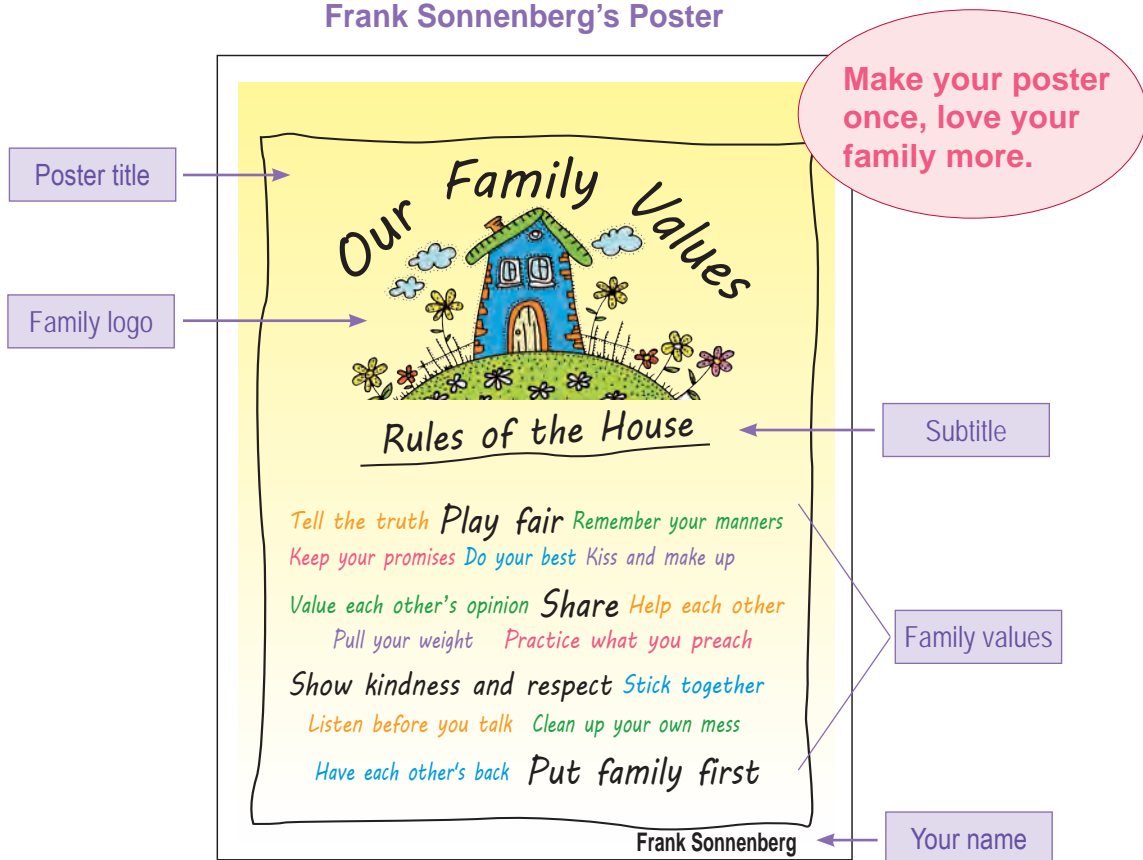 Frank Sonnenberg's Poster
Make your poster
once, love your
family more.
Poster title
Our Family Values
Family logo
Rules of the House
Subtitle
Tell the truth Play fair Remember your manners
Keep your promises Do your best Kiss and make up
Value each other's opinion Share Help each other
Pull your weight Practice what you preach
Family values
Show kindness and respect Stick together
Listen before you talk Clean up your own mess
Have each other's back Put family first
Frank Sonnenberg
Your name